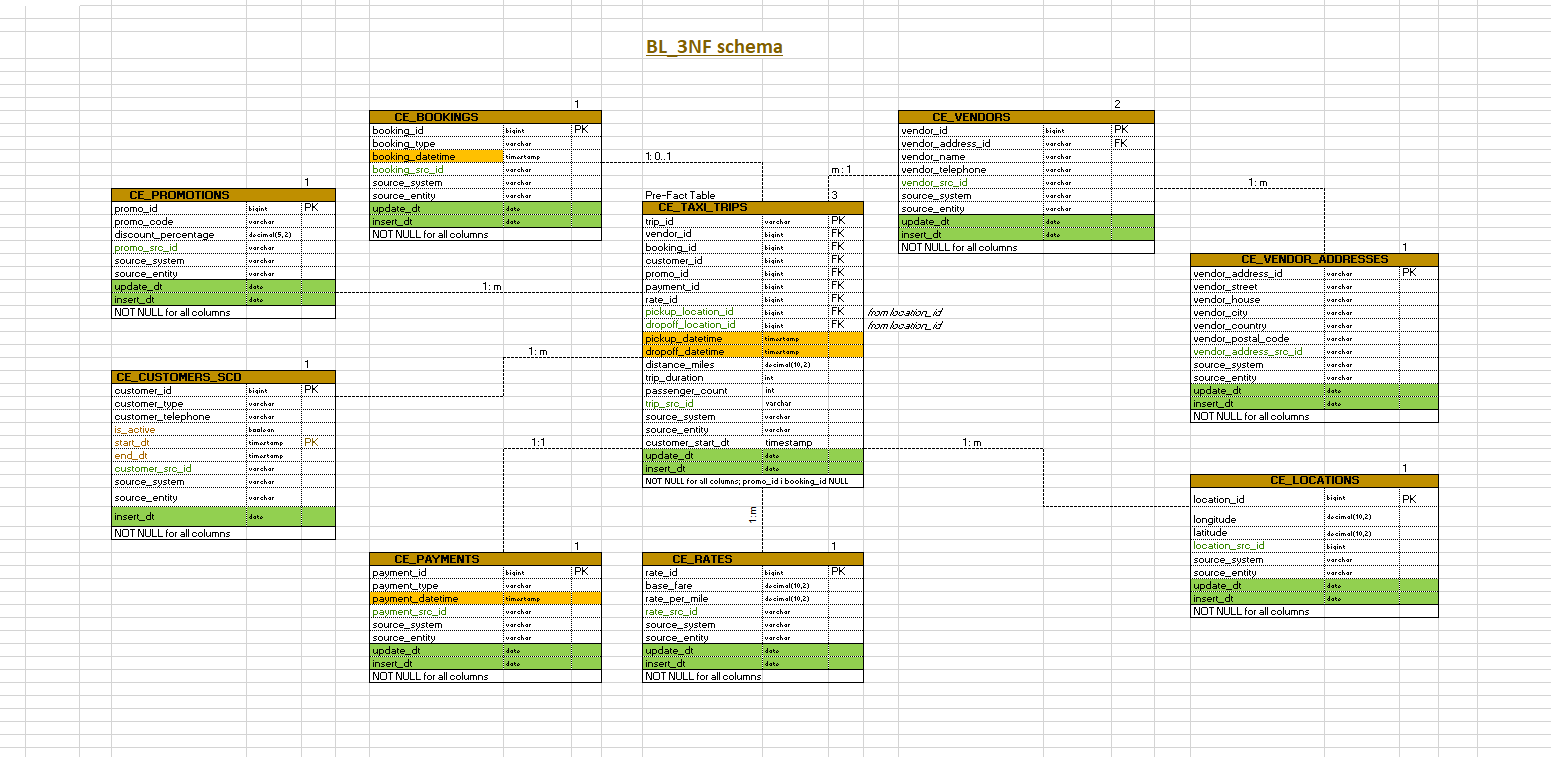 BL_3NF schema
1
CE_BOOKINGS
booking_id bigint PK
booking_type varchar
booking_datetime timestamp
booking_src_id varchar
source_system varchar
source_entity varchar
update_dt date
insert_dt date
NOT NULL for all columns
1: 0..1
2
CE_VENDORS
vendor_id bigint PK
vendor_address_id varchar FK
vendor_name varchar
vendor_telephone varchar
vendor_src_id varchar
source_system varchar
source_entity varchar
update_dt date
insert_dt date
NOT NULL for all columns
m: 1
1: m
1
CE_PROMOTIONS
promo_id bigint PK
promo_code varchar
discount_percentage decimal(5,2)
promo_src_id varchar
source_system varchar
source_entity varchar
update_dt date
insert_dt date
NOT NULL for all columns
1: m
Pre-Fact Table 3
CE_TAXI_TRIPS
trip_id varchar PK
vendor_id bigint FK
booking_id bigint FK
customer_id bigint FK
promo_id bigint FK
payment_id bigint FK
rate_id bigint FK
pickup_location_id bigint FK from location_id
dropoff_location_id bigint FK from location_id
pickup_datetime timestamp
dropoff_datetime timestamp
distance_miles decimal(10,2)
trip_duration int
passenger_count int
trip_src_id varchar
source_system varchar
source_entity varchar
customer_start_dt timestamp
update_dt date
insert_dt date
NOT NULL for all columns; promo_id i booking_id NULL
1
CE_VENDOR_ADDRESSES
vendor_address_id varchar PK
vendor_street varchar
vendor_house varchar
vendor_city varchar
vendor_country varchar
vendor_postal_code varchar
vendor_address_src_id varchar
source_system varchar
source_entity varchar
update_dt date
insert_dt date
NOT NULL for all columns
1
CE_CUSTOMERS_SCD
customer_id bigint PK
customer_type varchar
customer_telephone varchar
is_active boolean
start_dt timestamp PK
end_dt timestamp
customer_src_id varchar
source_system varchar
source_entity varchar
insert_dt date
NOT NULL for all columns
1: m
1:1
1: m
1:m
1
CE_LOCATIONS
location_id bigint PK
longitude decimal(10,2)
latitude decimal(10,2)
location_src_id bigint
source_system varchar
source_entity varchar
update_dt date
insert_dt date
NOT NULL for all columns
1
CE_PAYMENTS
payment_id bigint PK
payment_type varchar
payment_datetime timestamp
payment_src_id varchar
source_system varchar
source_entity varchar
update_dt date
insert_dt date
NOT NULL for all columns
1
CE_RATES
rate_id bigint PK
base_fare decimal(10,2)
rate_per_mile decimal(10,2)
rate_src_id varchar
source_system varchar
source_entity varchar
update_dt date
insert_dt date
NOT NULL for all columns